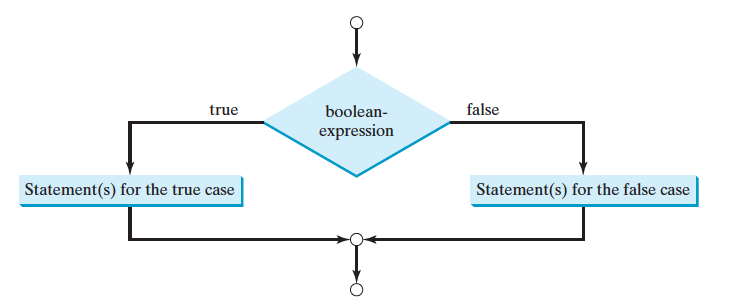 true
boolean-
expression
false
Statement(s) for the true case
Statement(s) for the false case